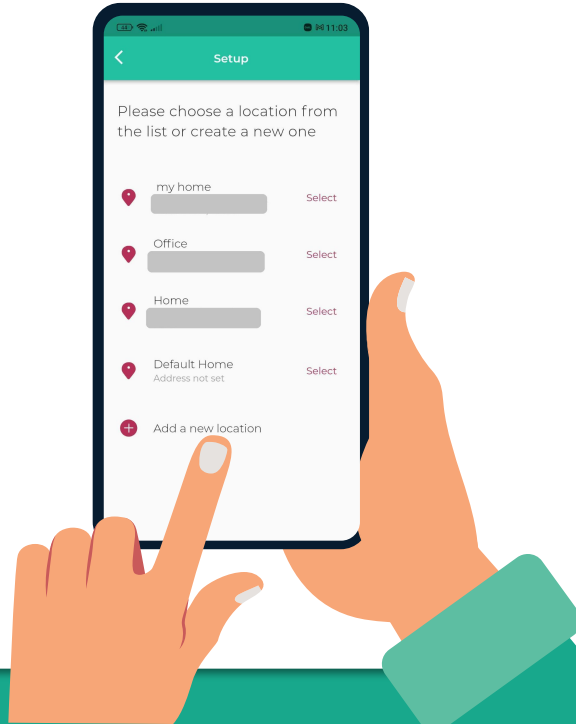 11:03
Setup
Please choose a location from
the list or create a new one
my home
Select
Office
Select
Home
Select
Default Home
Address not set
Select
Add a new location